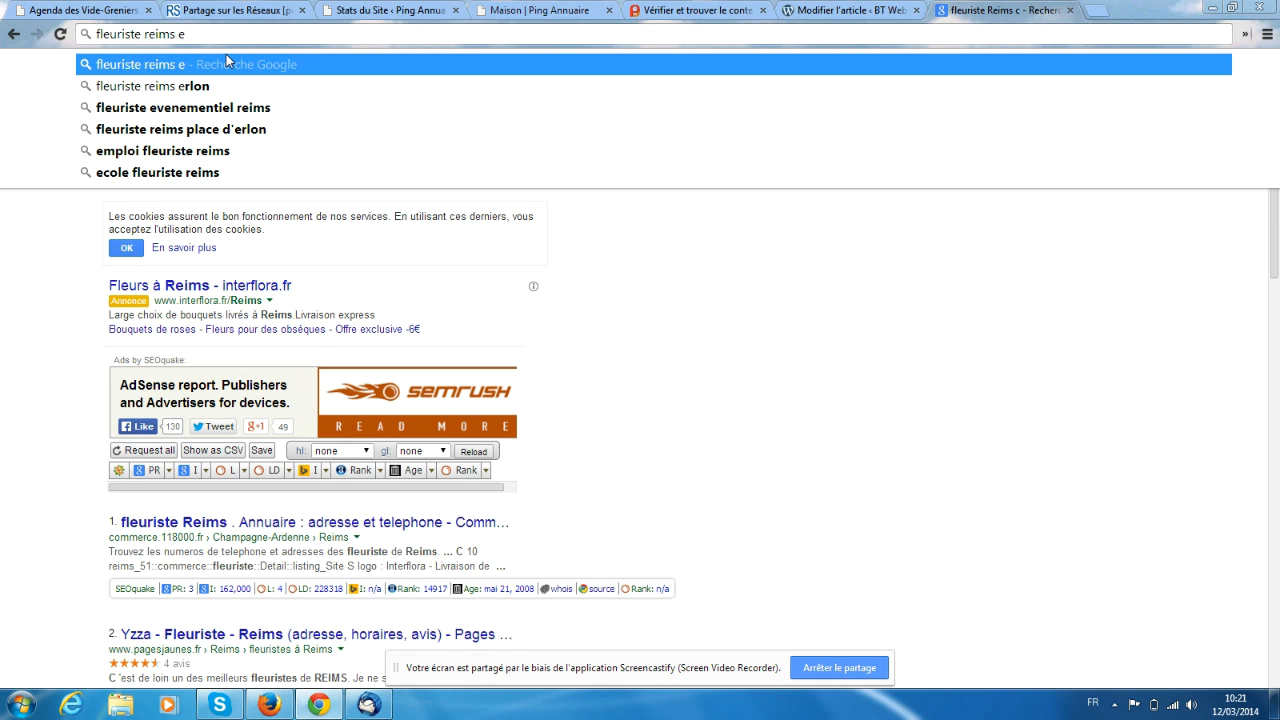 Agenda des Vide-Greniers
Partage sur les Réseaux [p
Stats du Site ‹ Ping Annua
Maison | Ping Annuaire
Vérifier et trouver le conte
Modifier l'article ‹ BT Web
fleuriste Reims c - Recherc
fleuriste reims e
fleuriste reims e - Recherche Google
fleuriste reims erlon
fleuriste evenementiel reims
fleuriste reims place d'erlon
emploi fleuriste reims
ecole fleuriste reims
Les cookies assurent le bon fonctionnement de nos services. En utilisant ces derniers, vous
acceptez l'utilisation des cookies.
OK En savoir plus
Fleurs à Reims - interflora.fr
Annonce www.interflora.fr/Reims
Large choix de bouquets livrés à Reims.Livraison express
Bouquets de roses - Fleurs pour des obsèques - Offre exclusive -6€
Ads by SEOquake:
AdSense report. Publishers
and Advertisers for devices.
SEMRUSH
Like 130 Tweet g+1 49
READ MORE
Request all Show as CSV Save hl: none gl: none Reload
PR I L LD I Rank Age Rank
1. fleuriste Reims . Annuaire : adresse et telephone - Comm...
commerce.118000.fr › Champagne-Ardenne › Reims
Trouvez les numeros de telephone et adresses des fleuriste de Reims. ... C 10
reims_51::commerce::fleuriste::Detail::listing_Site S logo : Interflora - Livraison de ...
SEOquake PR: 3 I: 162,000 L: 4 LD: 228318 I: n/a Rank: 14917 Age: mai 21, 2008 whois source Rank: n/a
2. Yzza - Fleuriste - Reims (adresse, horaires, avis) - Pages ...
www.pagesjaunes.fr › Reims › fleuristes à Reims
4 avis
C 'est de loin un des meilleurs fleuristes de REIMS. Je ne s
Votre écran est partagé par le biais de l'application Screencastify (Screen Video Recorder).
Arrêter le partage
FR
10:21
12/03/2014